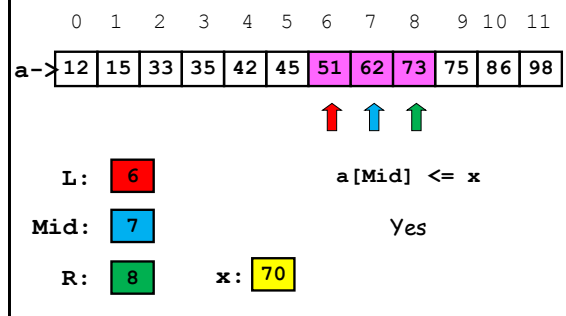 0 1 2 3 4 5 6 7 8 9 10 11
a-> 12 15 33 35 42 45 51 62 73 75 86 98
L: 6 a[Mid] <= x
Mid: 7 Yes
R: 8 x: 70